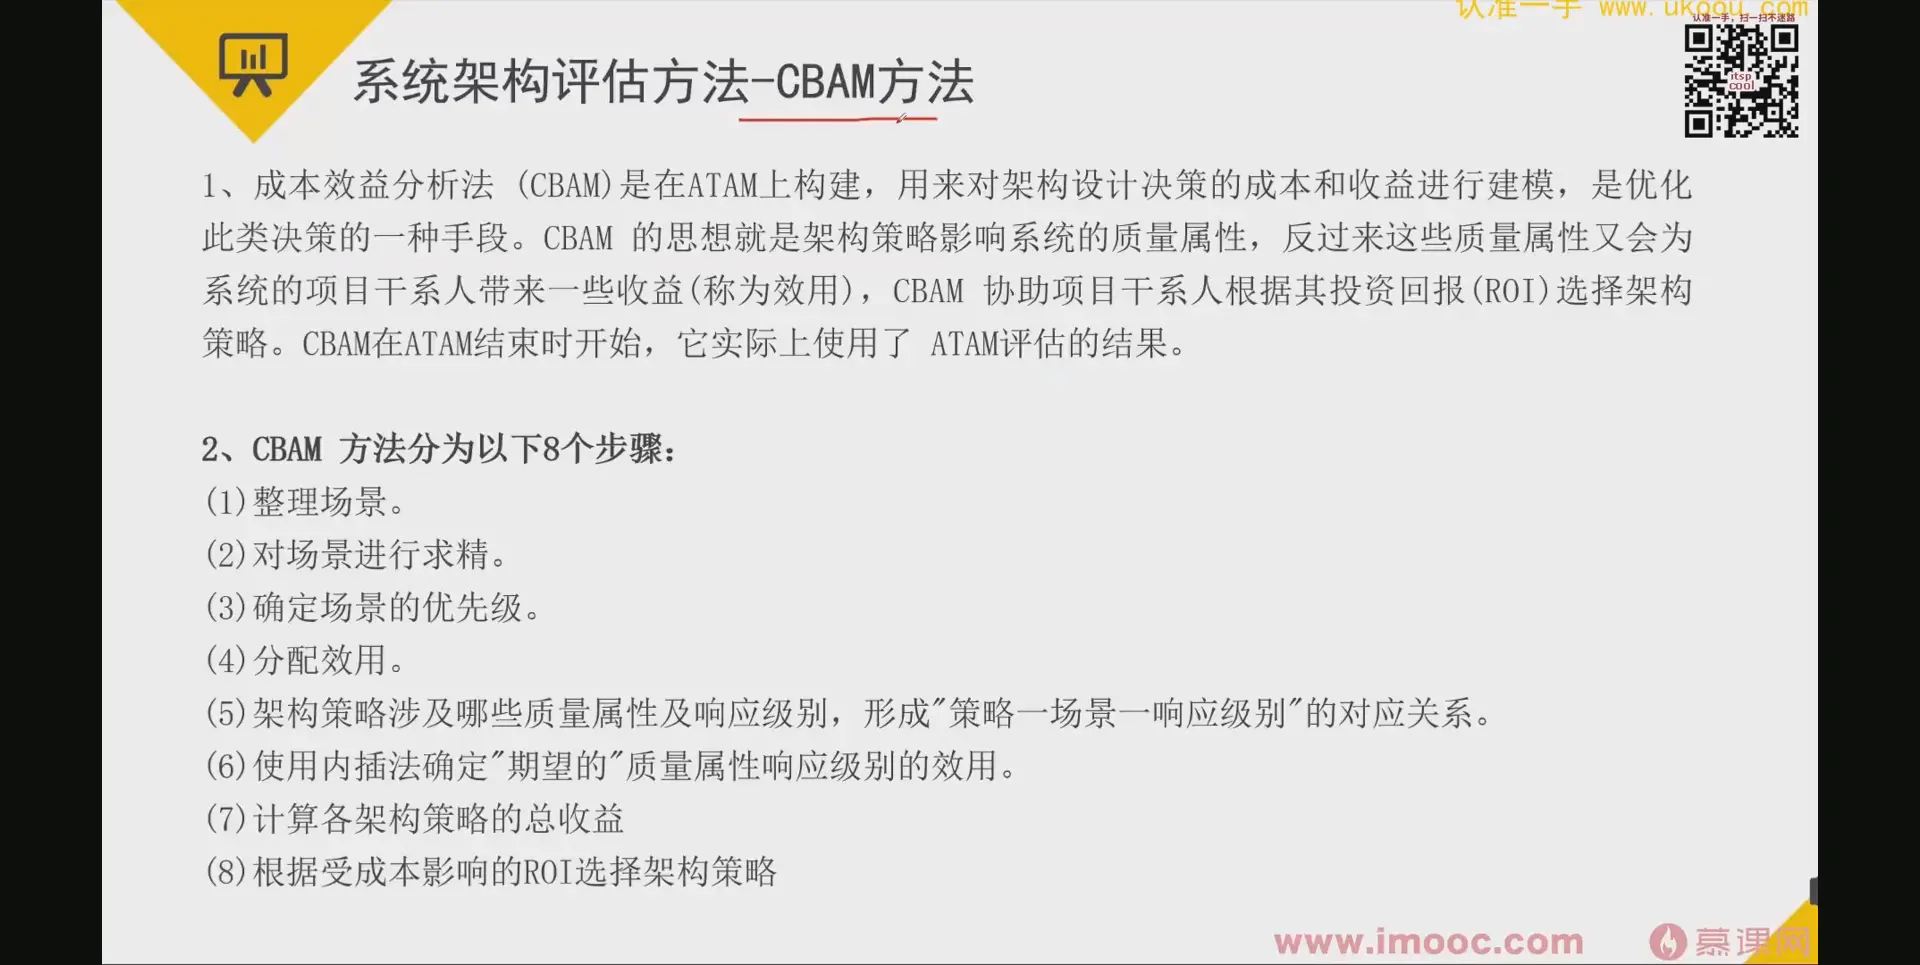 认准一手 www.ukoou.com
认准一手，扫一扫不迷路
itsp
cool
系统架构评估方法-CBAM方法
1、成本效益分析法 (CBAM)是在ATAM上构建，用来对架构设计决策的成本和收益进行建模，是优化
此类决策的一种手段。CBAM 的思想就是架构策略影响系统的质量属性，反过来这些质量属性又会为
系统的项目干系人带来一些收益(称为效用)，CBAM 协助项目干系人根据其投资回报(ROI)选择架构
策略。CBAM在ATAM结束时开始，它实际上使用了 ATAM评估的结果。
2、CBAM 方法分为以下8个步骤：
(1)整理场景。
(2)对场景进行求精。
(3)确定场景的优先级。
(4)分配效用。
(5)架构策略涉及哪些质量属性及响应级别，形成"策略一场景一响应级别"的对应关系。
(6)使用内插法确定"期望的"质量属性响应级别的效用。
(7)计算各架构策略的总收益
(8)根据受成本影响的ROI选择架构策略
www.imooc.com 慕课网